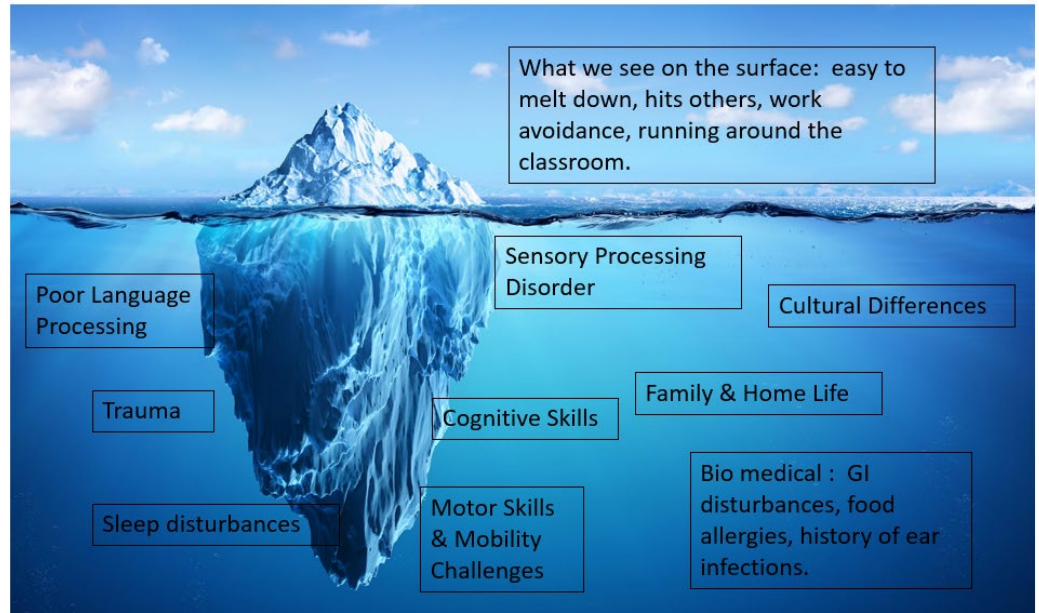 What we see on the surface:  easy to
melt down, hits others, work
avoidance, running around the
classroom.
Sensory Processing
Disorder
Poor Language
Processing
Cultural Differences
Trauma
Cognitive Skills
Family & Home Life
Sleep disturbances
Motor Skills
& Mobility
Challenges
Bio medical :  GI
disturbances, food
allergies, history of ear
infections.